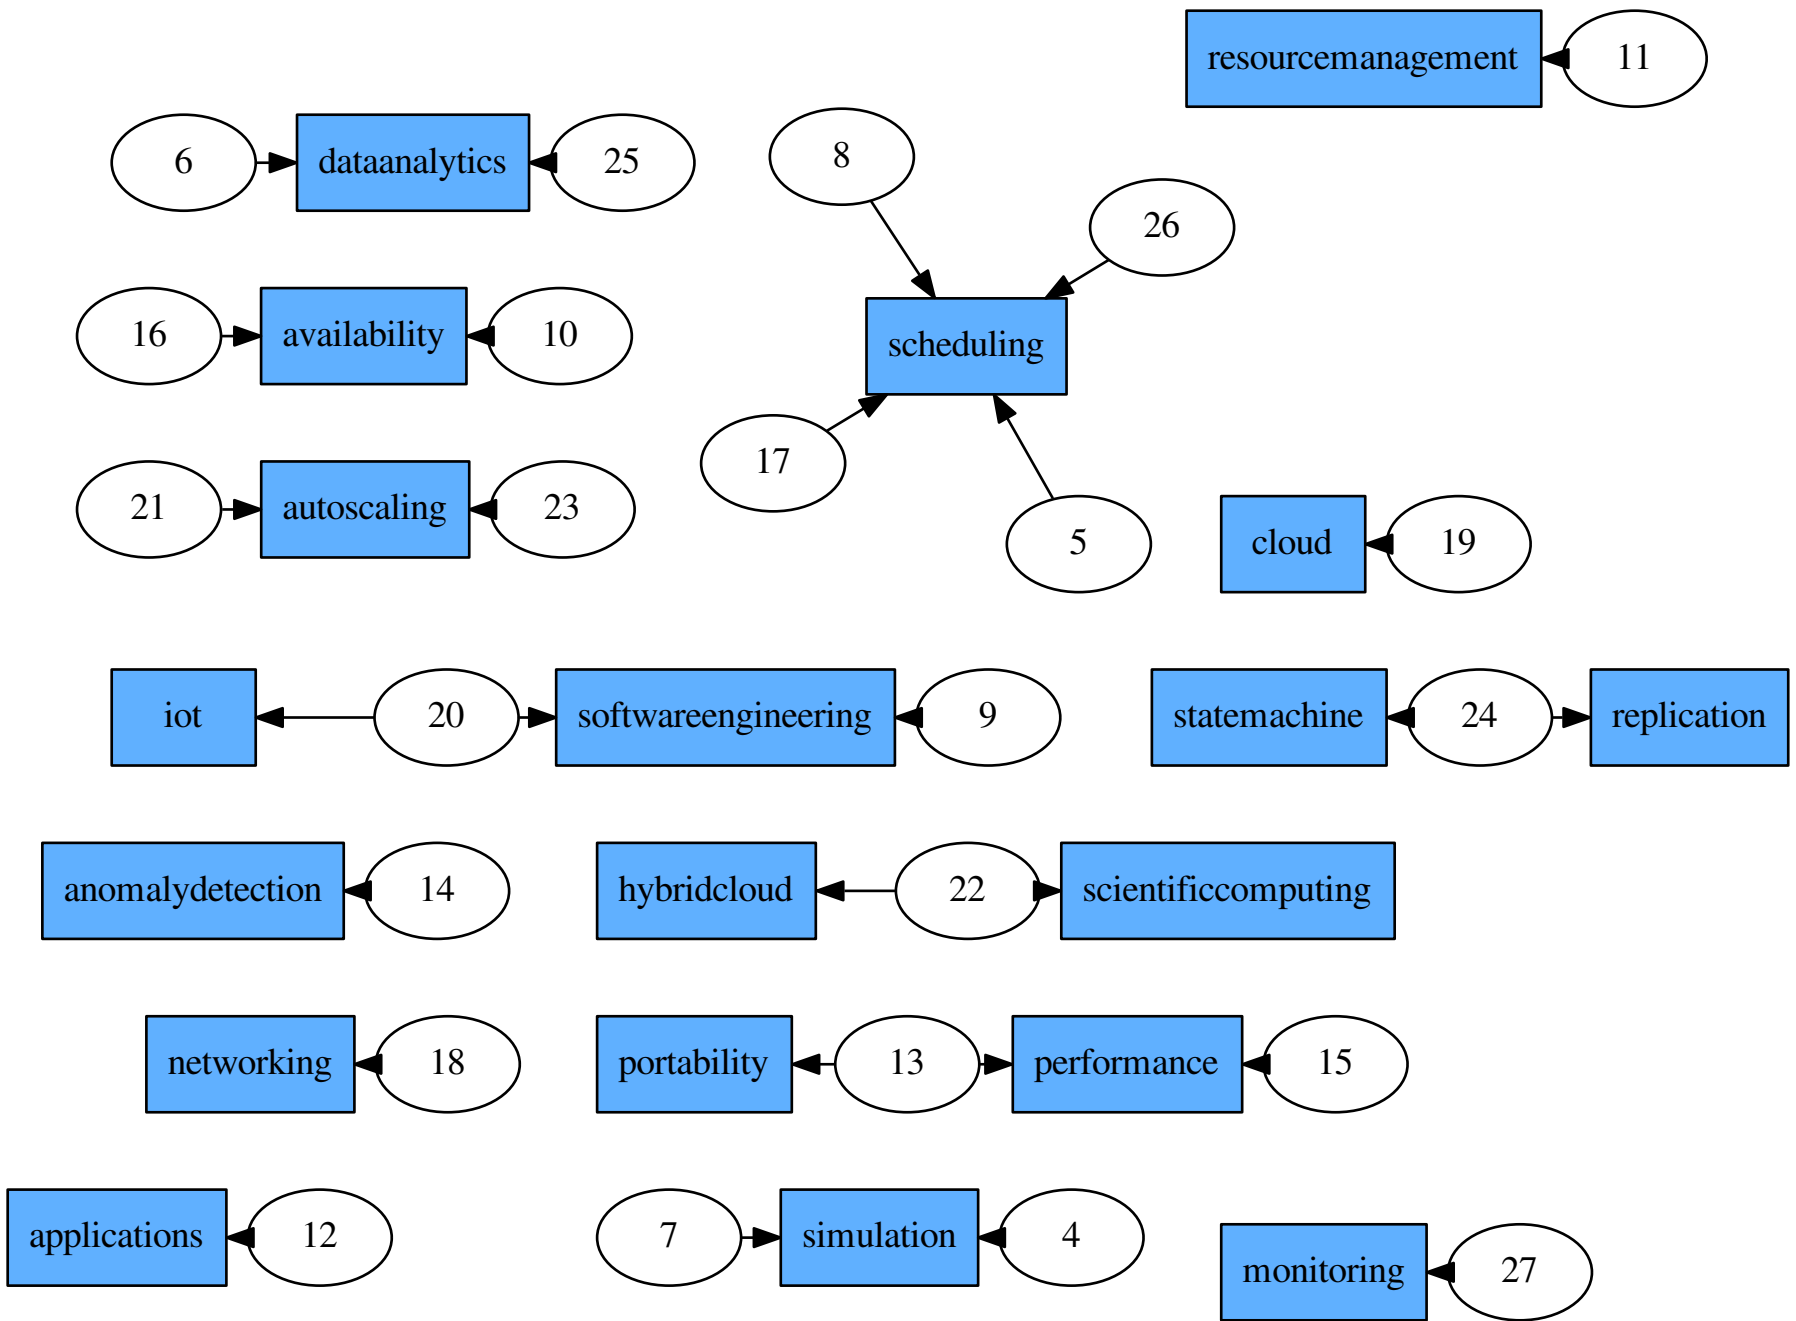 resourcemanagement 11
6 dataanalytics 25
8
26
16 availability 10
scheduling
17
21 autoscaling 23
5
cloud 19
iot 20 softwareengineering 9
statemachine 24 replication
anomalydetection 14
hybridcloud 22 scientificcomputing
networking 18
portability 13 performance 15
applications 12
7 simulation 4
monitoring 27